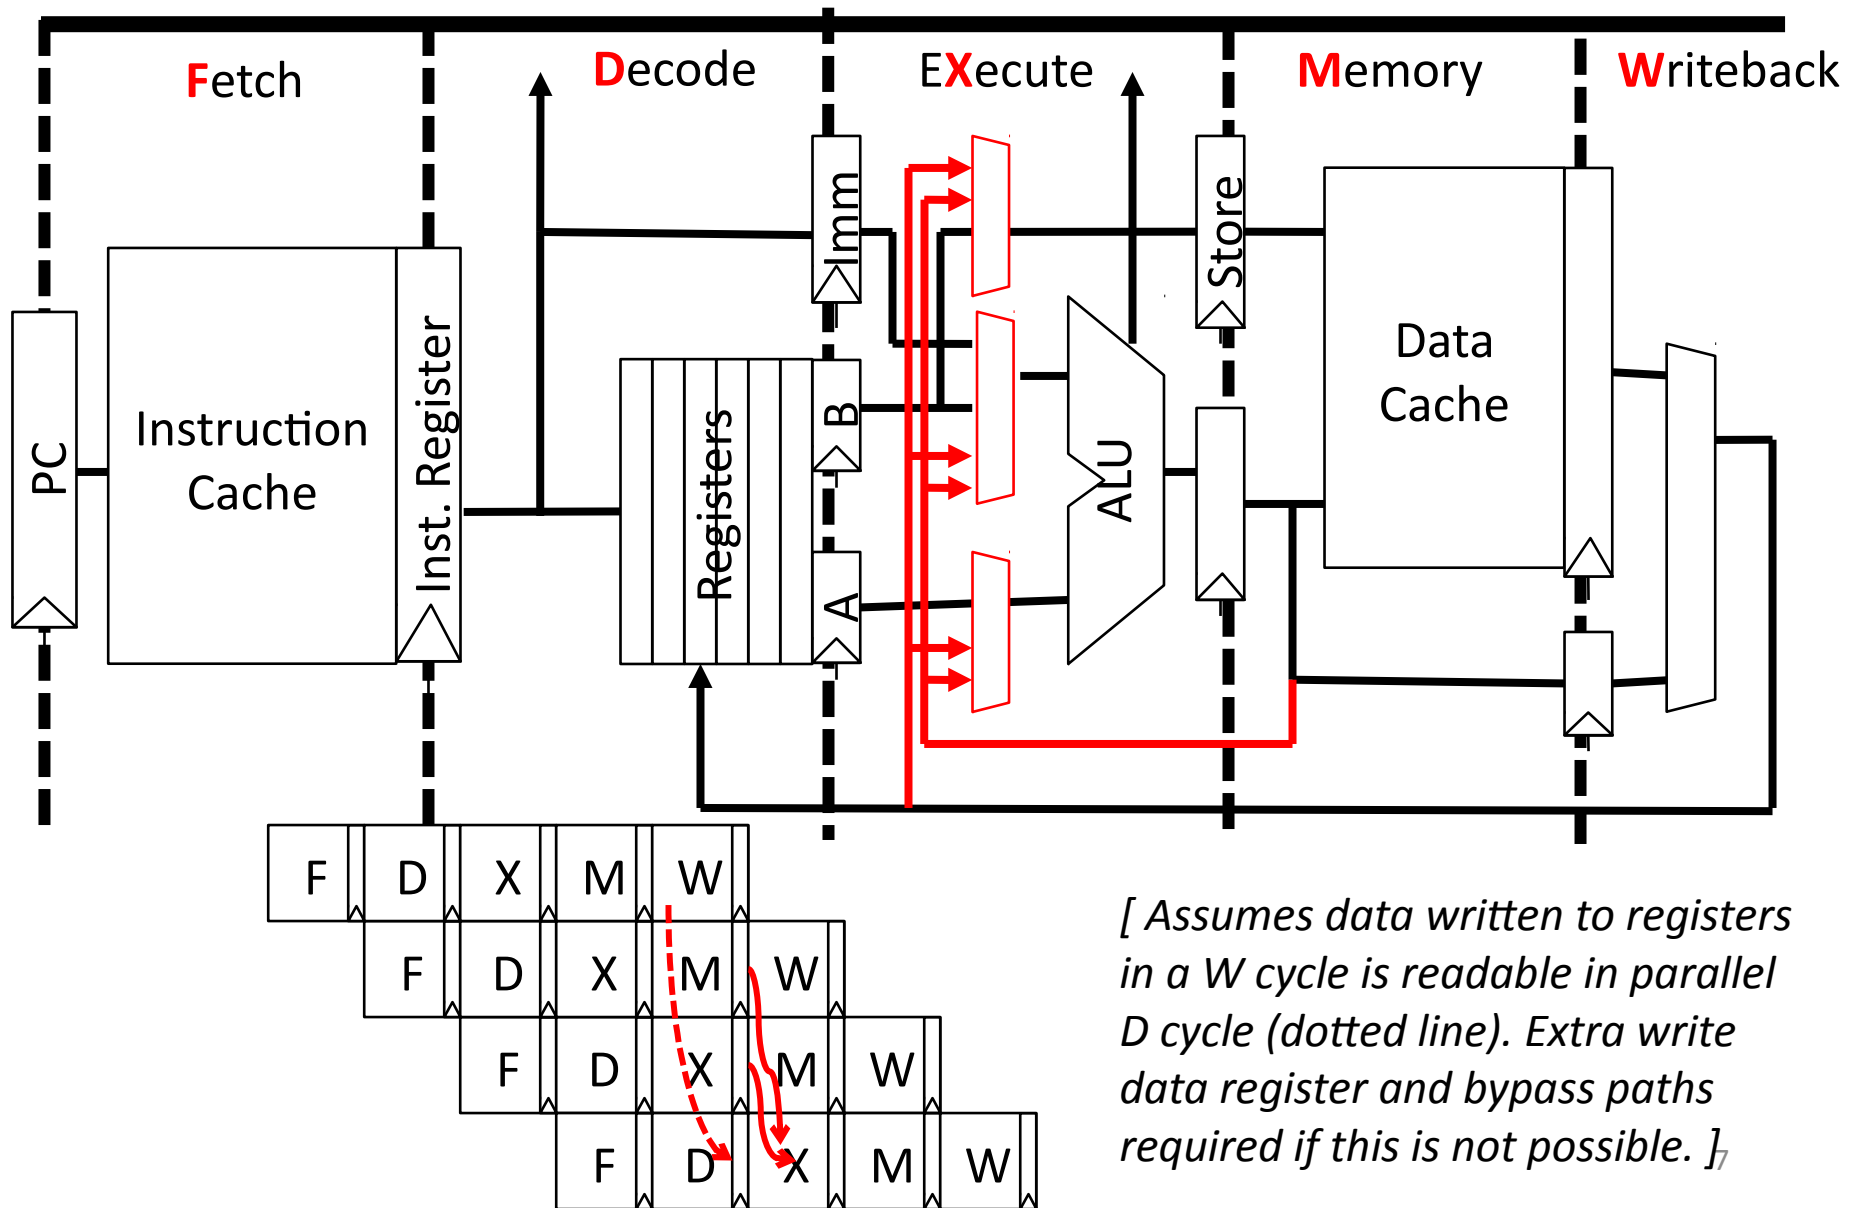 Fetch
Decode
EXecute
Memory
Writeback
PC
Instruction
Cache
Inst. Register
Registers
Imm
B
A
ALU
Store
Data
Cache
F D X M W
F D X M W
F D X M W
F D X M W
[ Assumes data written to registers
in a W cycle is readable in parallel
D cycle (dotted line). Extra write
data register and bypass paths
required if this is not possible. ]
7